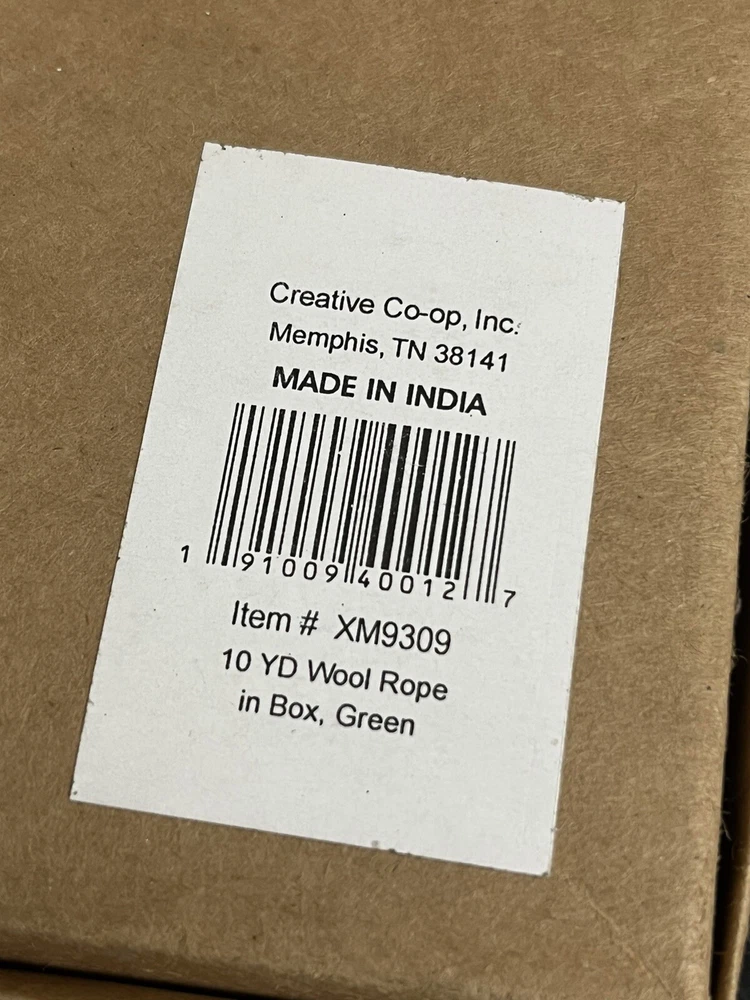 Creative Co-op, Inc.
Memphis, TN 38141
MADE IN INDIA
1 91009 40012 7
Item # XM9309
10 YD Wool Rope
in Box, Green